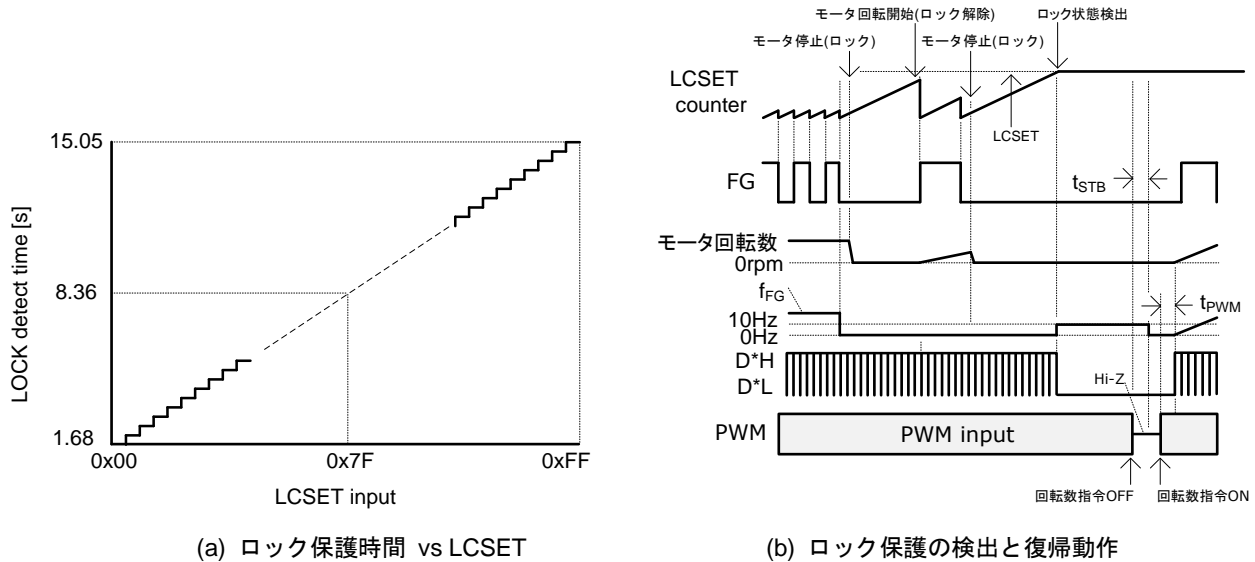 15.05
8.36
1.68
LOCK detect time [s]
0x00
0x7F
0xFF
LCSET input
(a) ロック保護時間 vs LCSET
モータ回転開始(ロック解除)
ロック状態検出
モータ停止(ロック)
モータ停止(ロック)
LCSET
counter
LCSET
FG
tSTB
モータ回転数
0rpm
fFG
tPWM
10Hz
0Hz
D*H
D*L
Hi-Z
PWM
PWM input
回転数指令OFF
回転数指令ON
(b) ロック保護の検出と復帰動作